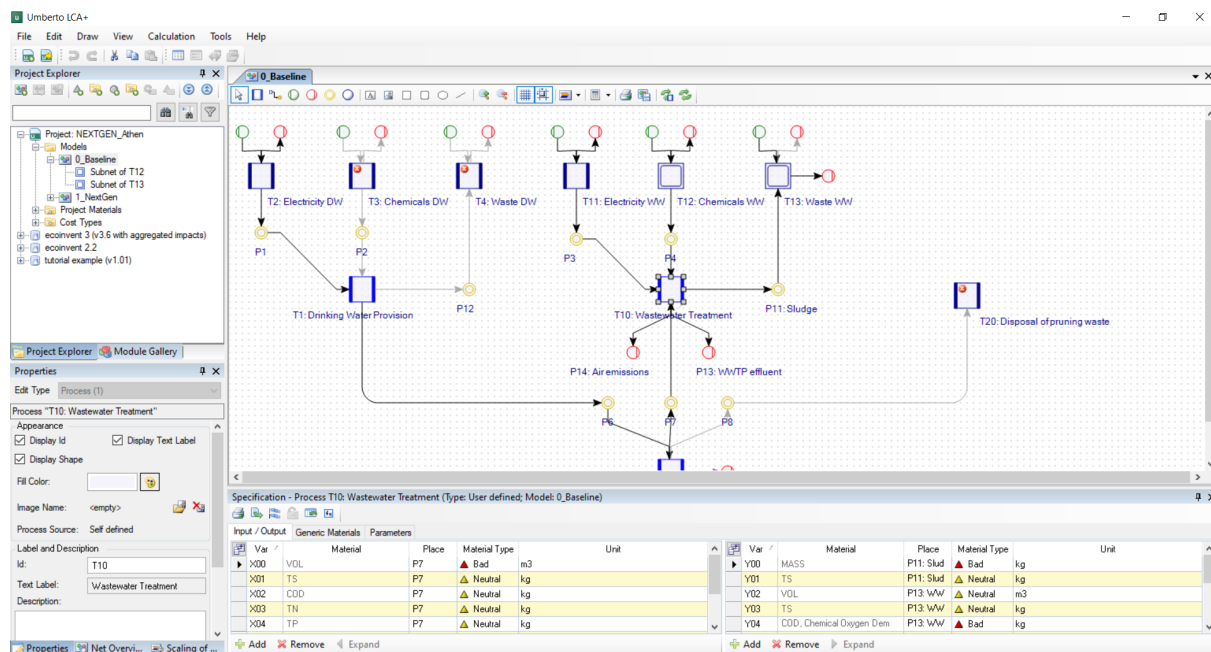 Umberto LCA+
File Edit Draw View Calculation Tools Help
Project Explorer
0_Baseline
Project: NEXTGEN_Athen
Models
0_Baseline
Subnet of T12
Subnet of T13
1_NextGen
Project Materials
Cost Types
ecoinvent 3 (v3.6 with aggregated impacts)
ecoinvent 2.2
tutorial example (v1.01)
Project Explorer Module Gallery
T2: Electricity DW T3: Chemicals DW T4: Waste DW T11: Electricity WW T12: Chemicals WW T13: Waste WW
P1 P2 P3 P4
T1: Drinking Water Provision P12 T10: Wastewater Treatment P11: Sludge T20: Disposal of pruning waste
P14: Air emissions P13: WWTP effluent
P6 P7 P8
Properties
Edit Type Process (1)
Process "T10: Wastewater Treatment"
Appearance
Display Id Display Text Label
Display Shape
Fill Color:
Image Name: <empty>
Process Source: Self defined
Label and Description
Id: T10
Text Label: Wastewater Treatment
Description:
Properties Net Overvi... Scaling of ...
Specification - Process T10: Wastewater Treatment (Type: User defined; Model: 0_Baseline)
Input / Output Generic Materials Parameters
Var Material Place Material Type Unit
X00 VOL P7 Bad m3
X01 TS P7 Neutral kg
X02 COD P7 Neutral kg
X03 TN P7 Neutral kg
X04 TP P7 Neutral kg
Add Remove Expand
Var Material Place Material Type Unit
Y00 MASS P11: Slud Bad kg
Y01 TS P11: Slud Neutral kg
Y02 VOL P13: WW Neutral m3
Y03 TS P13: WW Neutral kg
Y04 COD, Chemical Oxygen Dem P13: WW Bad kg
Add Remove Expand